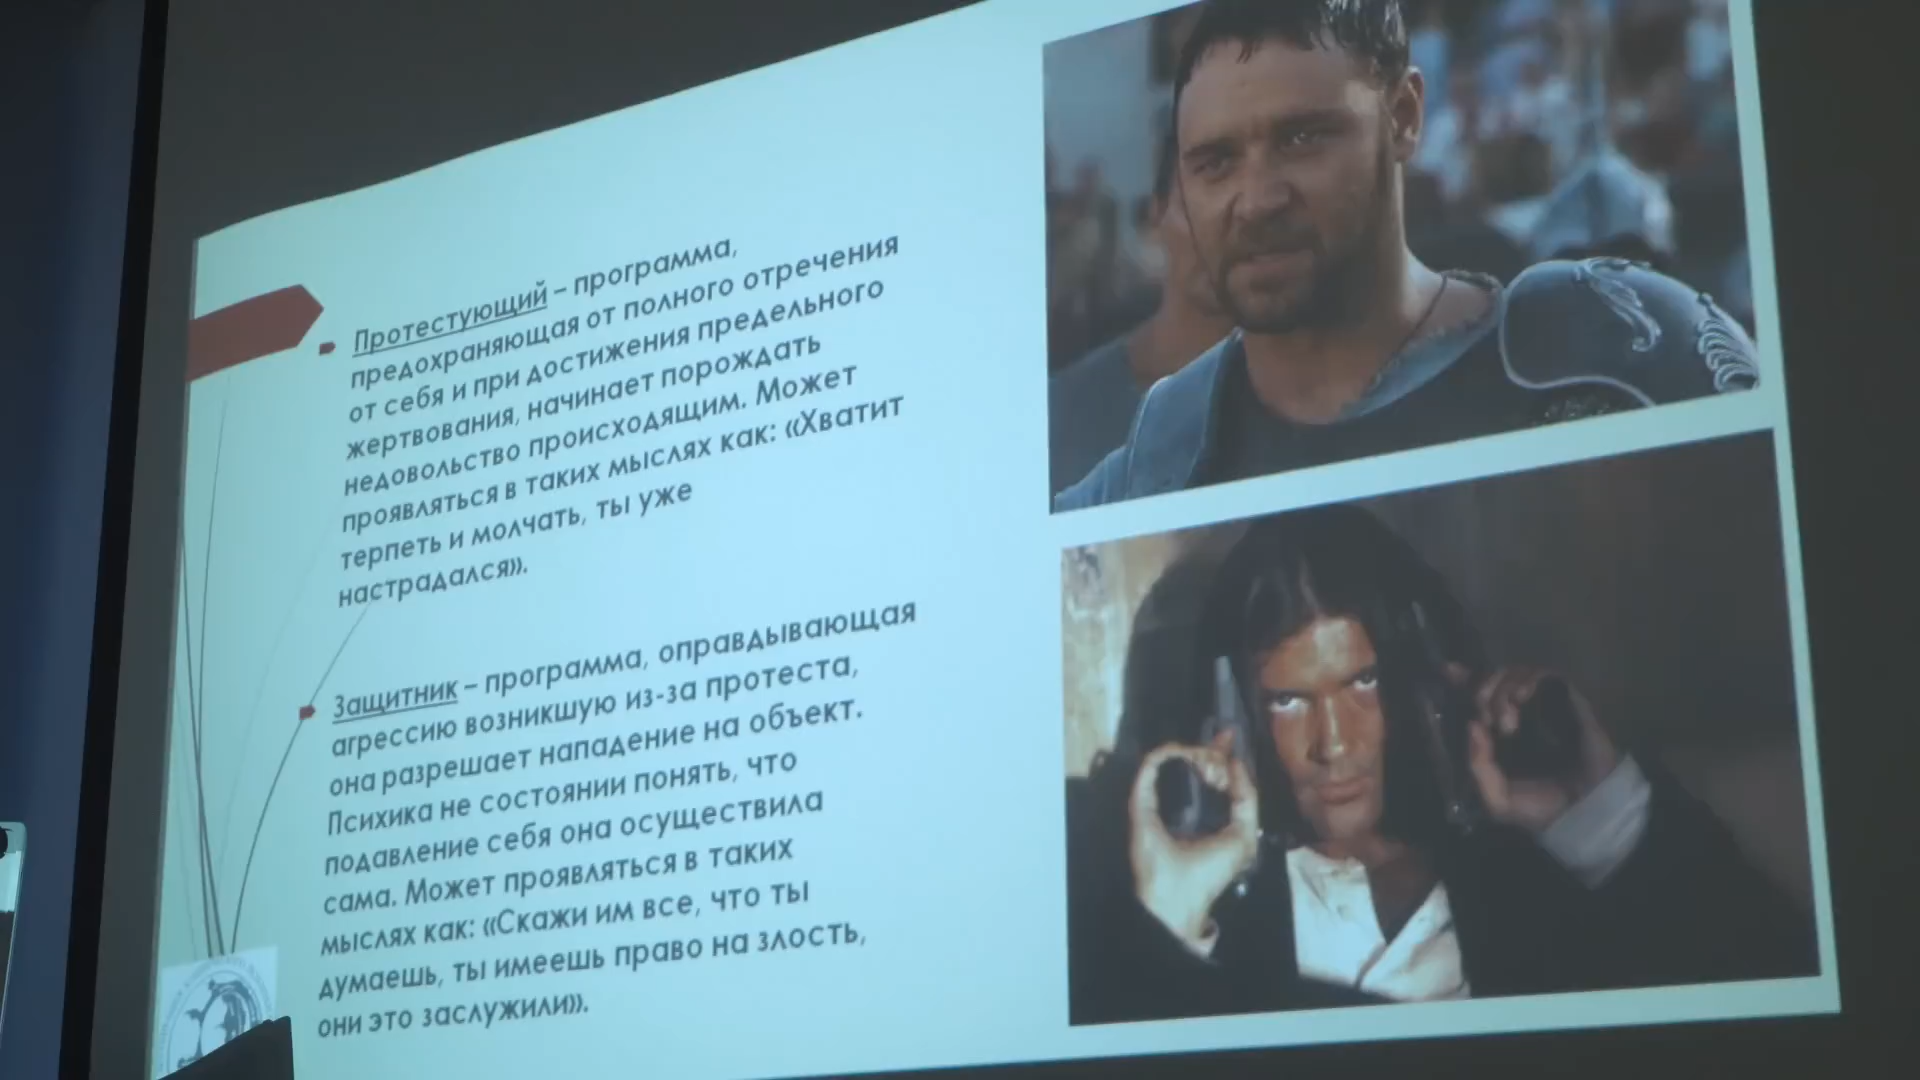 Протестующий – программа,
предохраняющая от полного отречения
от себя и при достижения предельного
жертвования, начинает порождать
недовольство происходящим. Может
проявляться в таких мыслях как: «Хватит
терпеть и молчать, ты уже
настрадался».
Защитник – программа, оправдывающая
агрессию возникшую из-за протеста,
она разрешает нападение на объект.
Психика не состоянии понять, что
подавление себя она осуществила
сама. Может проявляться в таких
мыслях как: «Скажи им все, что ты
думаешь, ты имеешь право на злость,
они это заслужили».